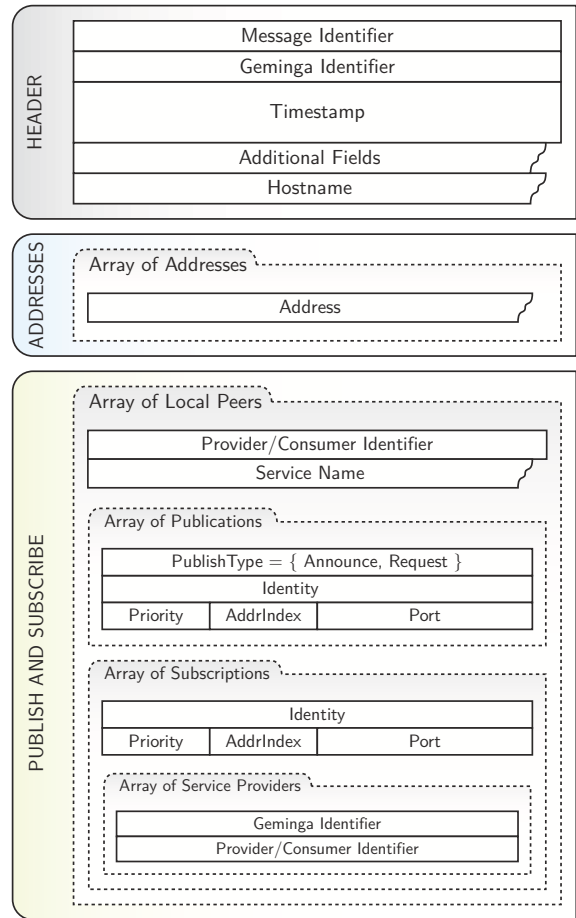 HEADER
Message Identifier
Geminga Identifier
Timestamp
Additional Fields
Hostname
ADDRESSES
Array of Addresses
Address
PUBLISH AND SUBSCRIBE
Array of Local Peers
Provider/Consumer Identifier
Service Name
Array of Publications
PublishType = { Announce, Request }
Identity
Priority AddrIndex Port
Array of Subscriptions
Identity
Priority AddrIndex Port
Array of Service Providers
Geminga Identifier
Provider/Consumer Identifier